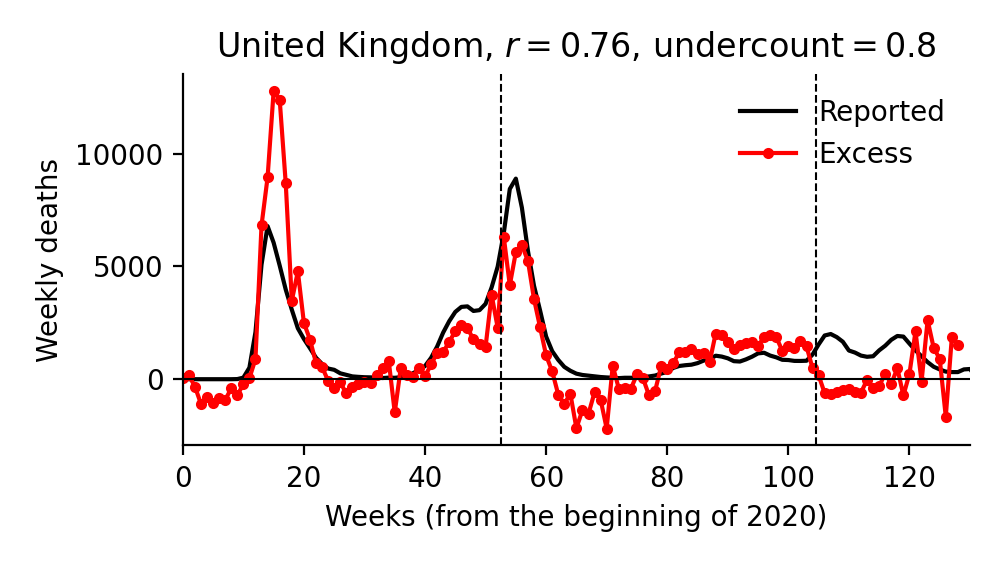 United Kingdom, r = 0.76, undercount = 0.8
Reported
Excess
Weekly deaths
10000
5000
0
0 20 40 60 80 100 120
Weeks (from the beginning of 2020)